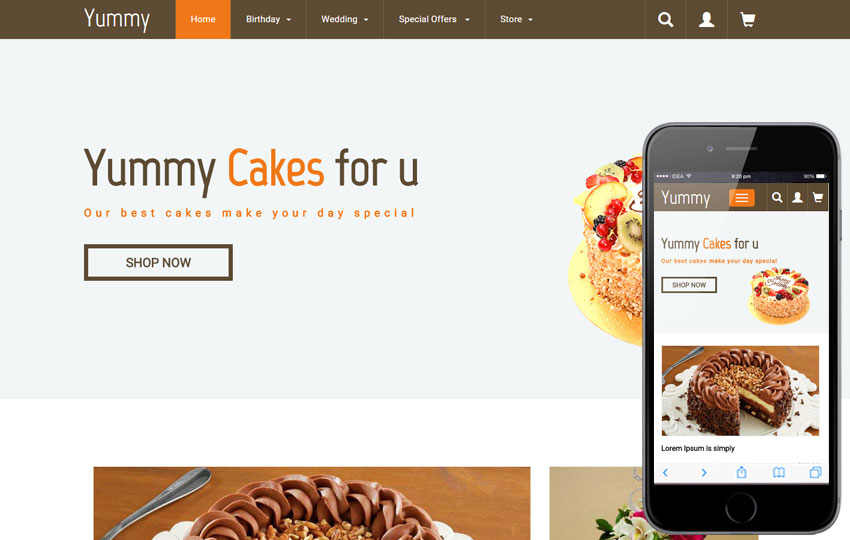 Yummy Home Birthday Wedding Special Offers Store
Yummy Cakes for u
Our best cakes make your day special
SHOP NOW
IDEA 9:20 pm 90%
Yummy
Yummy Cakes for u
Our best cakes make your day special
SHOP NOW
Lorem Ipsum is simply